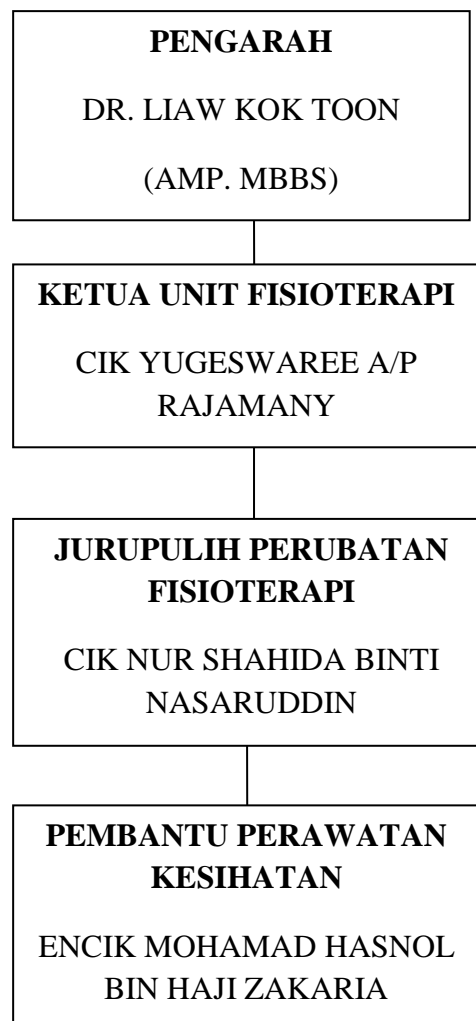 PENGARAH
DR. LIAW KOK TOON
(AMP. MBBS)
KETUA UNIT FISIOTERAPI
CIK YUGESWAREE A/P
RAJAMANY
JURUPULIH PERUBATAN
FISIOTERAPI
CIK NUR SHAHIDA BINTI
NASARUDDIN
PEMBANTU PERAWATAN
KESIHATAN
ENCIK MOHAMAD HASNOL
BIN HAJI ZAKARIA